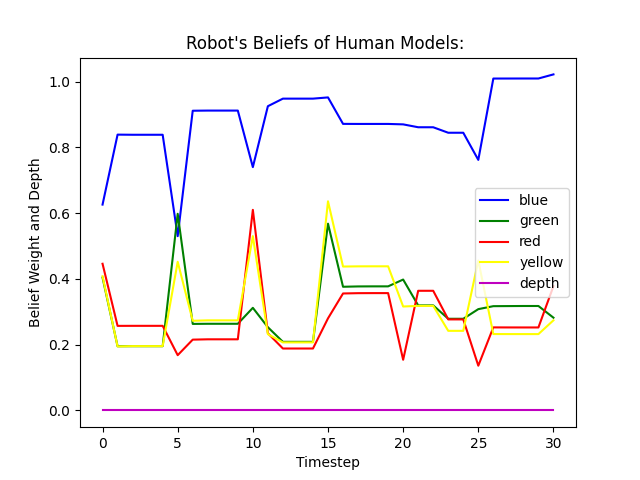 Robot's Beliefs of Human Models:
1.0
0.8
0.6
0.4
0.2
0.0
Belief Weight and Depth
blue
green
red
yellow
depth
0 5 10 15 20 25 30
Timestep